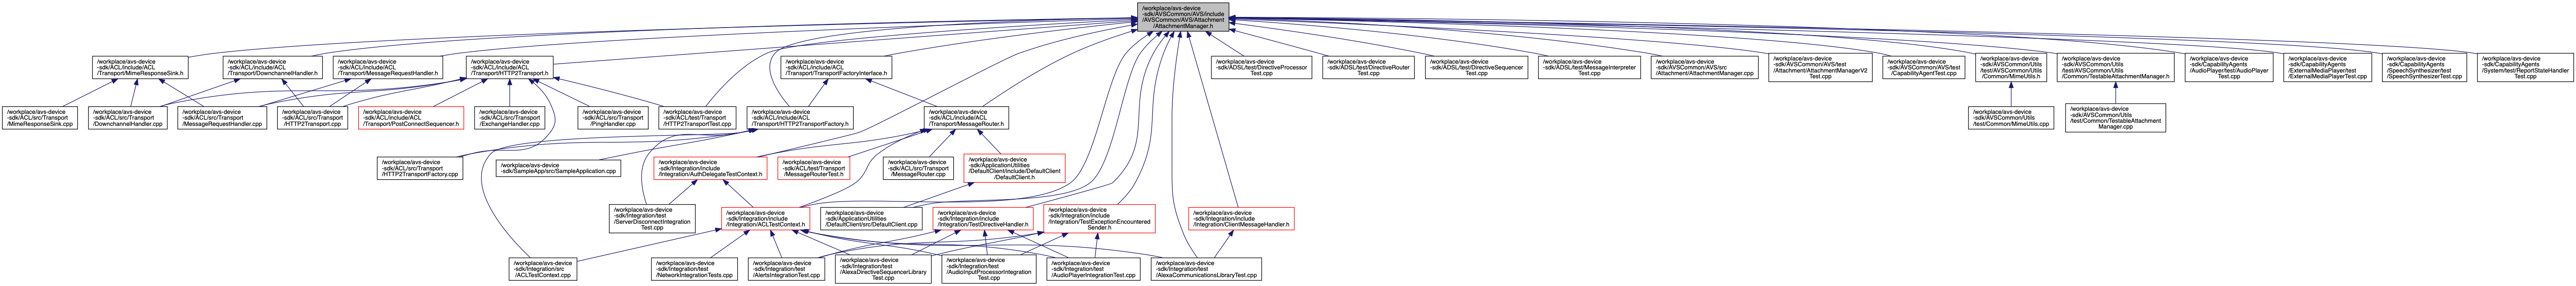 /workplace/avs-device
-sdk/AVSCommon/AVS/include
/AVSCommon/AVS/Attachment
/AttachmentManager.h
/workplace/avs-device
-sdk/ACL/include/ACL
/Transport/MimeResponseSink.h
/workplace/avs-device
-sdk/ACL/include/ACL
/Transport/DownchannelHandler.h
/workplace/avs-device
-sdk/ACL/include/ACL
/Transport/MessageRequestHandler.h
/workplace/avs-device
-sdk/ACL/include/ACL
/Transport/HTTP2Transport.h
/workplace/avs-device
-sdk/ACL/include/ACL
/Transport/TransportFactoryInterface.h
/workplace/avs-device
-sdk/ADSL/test/DirectiveProcessor
Test.cpp
/workplace/avs-device
-sdk/ADSL/test/DirectiveRouter
Test.cpp
/workplace/avs-device
-sdk/ADSL/test/DirectiveSequencer
Test.cpp
/workplace/avs-device
-sdk/ADSL/test/MessageInterpreter
Test.cpp
/workplace/avs-device
-sdk/AVSCommon/AVS/src
/Attachment/AttachmentManager.cpp
/workplace/avs-device
-sdk/AVSCommon/AVS/test
/Attachment/AttachmentManagerV2
Test.cpp
/workplace/avs-device
-sdk/AVSCommon/AVS/test
/CapabilityAgentTest.cpp
/workplace/avs-device
-sdk/AVSCommon/Utils
/test/AVSCommon/Utils
/Common/MimeUtils.h
/workplace/avs-device
-sdk/AVSCommon/Utils
/test/AVSCommon/Utils
/Common/TestableAttachmentManager.h
/workplace/avs-device
-sdk/CapabilityAgents
/AudioPlayer/test/AudioPlayer
Test.cpp
/workplace/avs-device
-sdk/CapabilityAgents
/ExternalMediaPlayer/test
/ExternalMediaPlayerTest.cpp
/workplace/avs-device
-sdk/CapabilityAgents
/SpeechSynthesizer/test
/SpeechSynthesizerTest.cpp
/workplace/avs-device
-sdk/CapabilityAgents
/System/test/ReportStateHandler
Test.cpp
/workplace/avs-device
-sdk/ACL/src/Transport
/MimeResponseSink.cpp
/workplace/avs-device
-sdk/ACL/src/Transport
/DownchannelHandler.cpp
/workplace/avs-device
-sdk/ACL/src/Transport
/MessageRequestHandler.cpp
/workplace/avs-device
-sdk/ACL/src/Transport
/HTTP2Transport.cpp
/workplace/avs-device
-sdk/ACL/include/ACL
/Transport/PostConnectSequencer.h
/workplace/avs-device
-sdk/ACL/src/Transport
/ExchangeHandler.cpp
/workplace/avs-device
-sdk/ACL/src/Transport
/PingHandler.cpp
/workplace/avs-device
-sdk/ACL/test/Transport
/HTTP2TransportTest.cpp
/workplace/avs-device
-sdk/ACL/include/ACL
/Transport/HTTP2TransportFactory.h
/workplace/avs-device
-sdk/ACL/include/ACL
/Transport/MessageRouter.h
/workplace/avs-device
-sdk/AVSCommon/Utils
/test/Common/MimeUtils.cpp
/workplace/avs-device
-sdk/AVSCommon/Utils
/test/Common/TestableAttachment
Manager.cpp
/workplace/avs-device
-sdk/ACL/src/Transport
/HTTP2TransportFactory.cpp
/workplace/avs-device
-sdk/SampleApp/src/SampleApplication.cpp
/workplace/avs-device
-sdk/Integration/include
/Integration/AuthDelegateTestContext.h
/workplace/avs-device
-sdk/ACL/test/Transport
/MessageRouterTest.h
/workplace/avs-device
-sdk/ACL/src/Transport
/MessageRouter.cpp
/workplace/avs-device
-sdk/ApplicationUtilities
/DefaultClient/include/DefaultClient
/DefaultClient.h
/workplace/avs-device
-sdk/Integration/test
/ServerDisconnectIntegration
Test.cpp
/workplace/avs-device
-sdk/Integration/include
/Integration/ACLTestContext.h
/workplace/avs-device
-sdk/ApplicationUtilities
/DefaultClient/src/DefaultClient.cpp
/workplace/avs-device
-sdk/Integration/include
/Integration/TestDirectiveHandler.h
/workplace/avs-device
-sdk/Integration/include
/Integration/TestExceptionEncountered
Sender.h
/workplace/avs-device
-sdk/Integration/include
/Integration/ClientMessageHandler.h
/workplace/avs-device
-sdk/Integration/src
/ACLTestContext.cpp
/workplace/avs-device
-sdk/Integration/test
/NetworkIntegrationTests.cpp
/workplace/avs-device
-sdk/Integration/test
/AlertsIntegrationTest.cpp
/workplace/avs-device
-sdk/Integration/test
/AlexaDirectiveSequencerLibrary
Test.cpp
/workplace/avs-device
-sdk/Integration/test
/AudioInputProcessorIntegration
Test.cpp
/workplace/avs-device
-sdk/Integration/test
/AudioPlayerIntegrationTest.cpp
/workplace/avs-device
-sdk/Integration/test
/AlexaCommunicationsLibraryTest.cpp